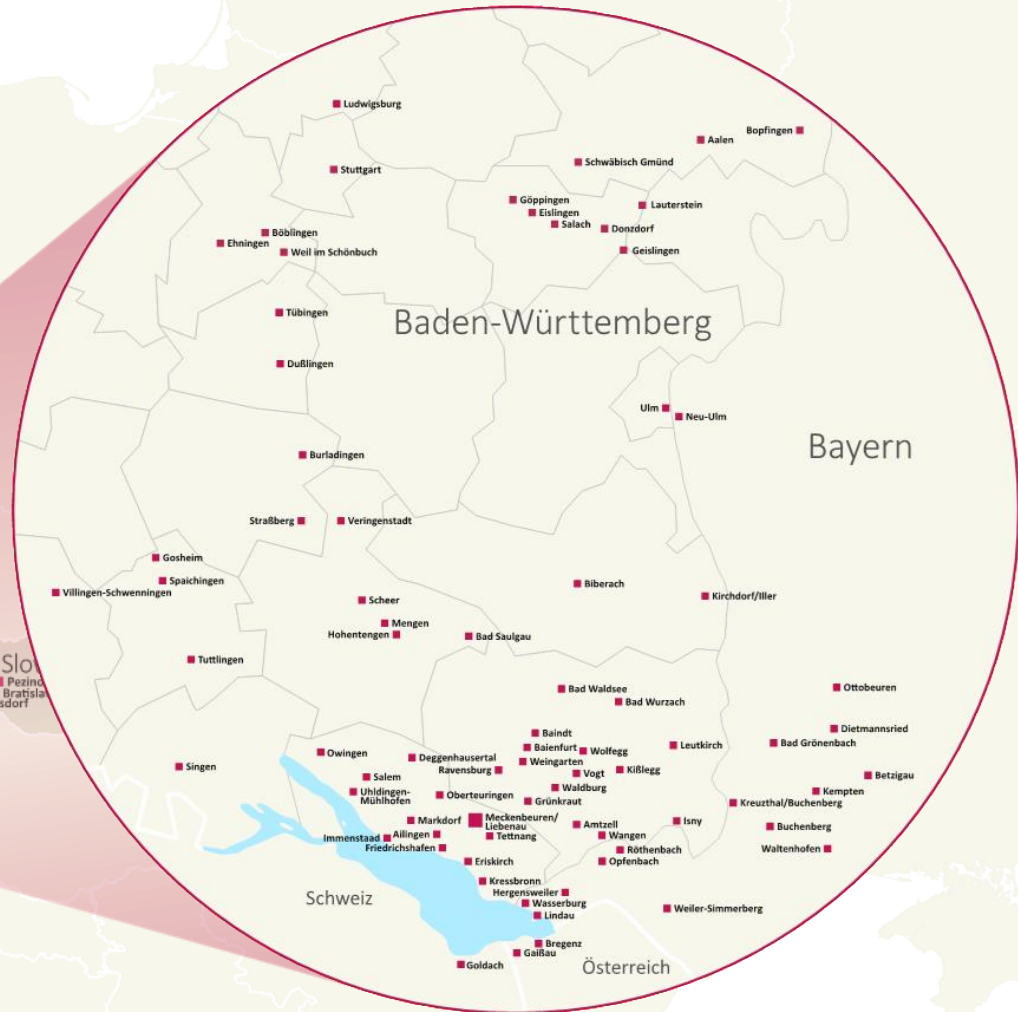 Ludwigsburg
Bopfingen
Aalen
Schwäbisch Gmünd
Stuttgart
Göppingen
Lauterstein
Eislingen
Salach
Donzdorf
Böblingen
Ehningen
Weil im Schönbuch
Geislingen
Tübingen
Baden-Württemberg
Dußlingen
Ulm
Neu-Ulm
Bayern
Burladingen
Straßberg
Veringenstadt
Gosheim
Spaichingen
Villingen-Schwenningen
Biberach
Kirchdorf/Iller
Scheer
Mengen
Hohentengen
Bad Saulgau
Tuttlingen
Slov
Pezino
Bratisla
sdorf
Bad Waldsee
Bad Wurzach
Ottobeuren
Baindt
Dietmannsried
Baienfurt
Wolfegg
Leutkirch
Bad Grönenbach
Owingen
Deggenhausertal
Weingarten
Ravensburg
Singen
Salem
Vogt
Kißlegg
Betzigau
Uhldingen-
Mühlhofen
Oberteuringen
Waldburg
Kempten
Grünkraut
Kreuzthal/Buchenberg
Markdorf
Meckenbeuren/
Liebenau
Amtzell
Isny
Buchenberg
Immenstaad
Ailingen
Tettnang
Wangen
Friedrichshafen
Röthenbach
Waltenhofen
Eriskirch
Opfenbach
Kressbronn
Hergensweiler
Schweiz
Wasserburg
Weiler-Simmerberg
Lindau
Bregenz
Gaißau
Goldach
Österreich